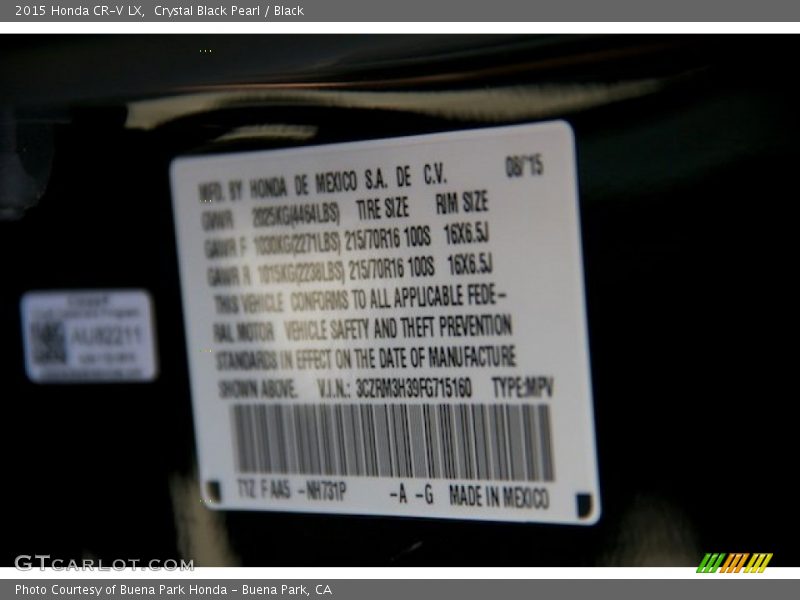 2015 Honda CR-V LX, Crystal Black Pearl / Black
08/'15
MFD. BY HONDA DE MEXICO S.A. DE C.V.
GVWR 2025KG(4464LBS) TIRE SIZE RIM SIZE
GAWR F 1030KG(2271LBS) 215/70R16 100S 16X6.5J
GAWR R 1015KG(2238LBS) 215/70R16 100S 16X6.5J
THIS VEHICLE CONFORMS TO ALL APPLICABLE FEDE-
RAL MOTOR VEHICLE SAFETY AND THEFT PREVENTION
STANDARDS IN EFFECT ON THE DATE OF MANUFACTURE
SHOWN ABOVE. V.I.N.: 3CZRM3H39FG715160 TYPE:MPV
AU82211
T1Z F AA5 -NH731P -A -G MADE IN MEXICO
GTCARLOT.COM
Photo Courtesy of Buena Park Honda - Buena Park, CA